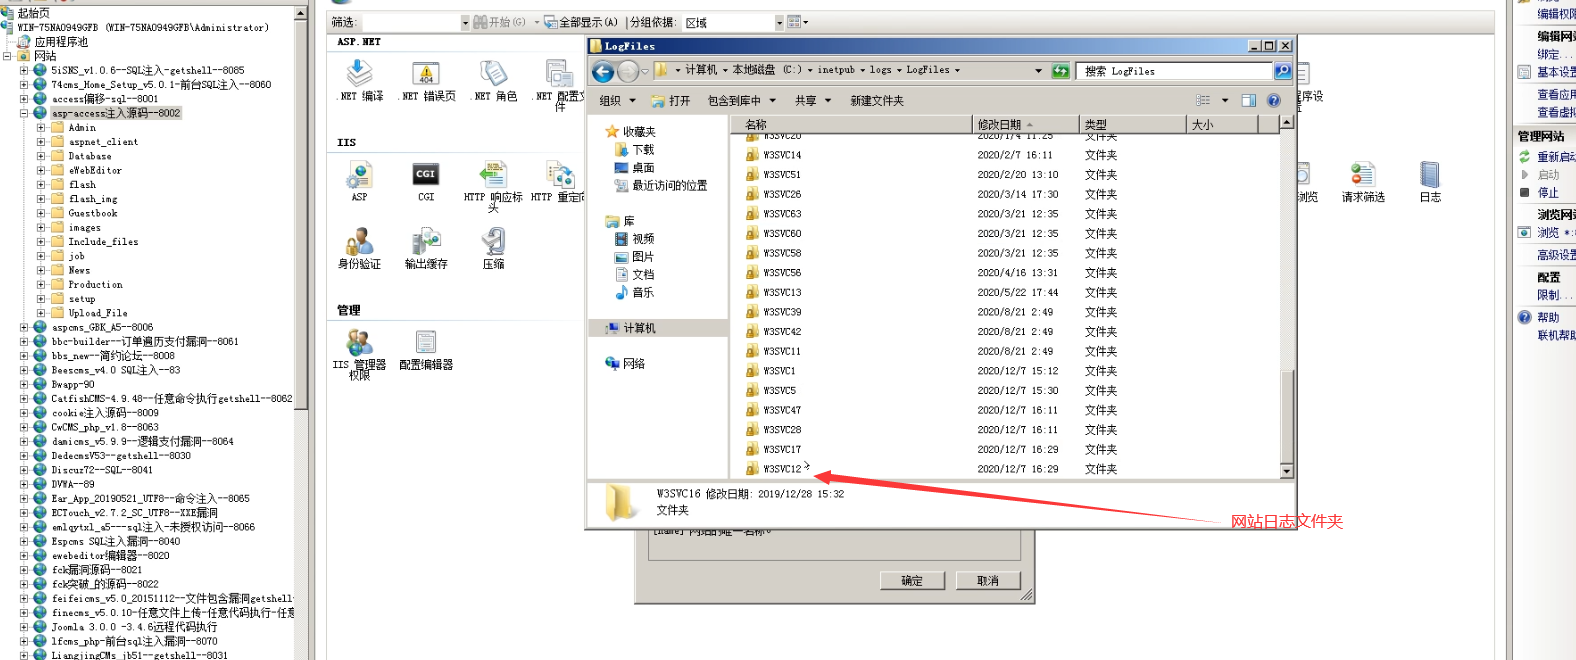 起始页
WIN-75NA0949GFB (WIN-75NA0949GFB\Administrator)
应用程序池
网站
5iSNS_v1.0.6--SQL注入-getshell--8085
74cms_Home_Setup_v5.0.1-前台SQL注入--8060
access偏移-sql--8001
asp-access注入源码--8002
Admin
aspnet_client
Database
eWebEditor
flash
flash_img
Guestbook
images
Include_files
job
News
Production
setup
Upload_File
aspcms_GBK_A5--8006
bbc-builder--订单遍历支付漏洞--8061
bbs_new--简约论坛--8008
Beescms_v4.0 SQL注入--83
Bwapp-90
CatfishCMS-4.9.48--任意命令执行getshell--8062
cookie注入源码--8009
CwCMS_php_v1.8--8063
damicms_v5.9.9--逻辑支付漏洞--8064
DedecmsV53--getshell--8030
Discuz72--SQL--8041
DVWA--89
Ear_App_20190521_UTF8--命令注入--8065
ECTouch_v2.7.2_SC_UTF8--XXE漏洞
emlqytxl_a5---sql注入-未授权访问--8066
Espcms SQL注入漏洞--8040
ewebeditor编辑器--8020
fck漏洞源码--8021
fck突破_的源码--8022
feifeicms_v5.0_20151112--文件包含漏洞getshell
finecms_v5.0.10-任意文件上传-任意代码执行-任意
Joomla 3.0.0 -3.4.6远程代码执行
lfcms_php-前台sql注入漏洞--8070
LiangjingCMs_jb51--getshell--8031
筛选:
开始(G)
全部显示(A)
分组依据:
区域
ASP.NET
.NET 编译
.NET 错误页
.NET 角色
.NET 配置文件
IIS
ASP
CGI
HTTP 响应标头
HTTP 重定向
请求筛选
日志
身份验证
输出缓存
压缩
管理
IIS 管理器权限
配置编辑器
LogFiles
计算机 本地磁盘 (C:) inetpub logs LogFiles
搜索 LogFiles
组织 打开 包含到库中 共享 新建文件夹
收藏夹
下载
桌面
最近访问的位置
库
视频
图片
文档
音乐
计算机
网络
名称 修改日期 类型 大小
W3SVC20 2020/1/4 11:25 文件夹
W3SVC14 2020/2/7 16:11 文件夹
W3SVC51 2020/2/20 13:10 文件夹
W3SVC26 2020/3/14 17:30 文件夹
W3SVC63 2020/3/21 12:35 文件夹
W3SVC60 2020/3/21 12:35 文件夹
W3SVC58 2020/3/21 12:35 文件夹
W3SVC56 2020/4/16 13:31 文件夹
W3SVC13 2020/5/22 17:44 文件夹
W3SVC39 2020/8/21 2:49 文件夹
W3SVC42 2020/8/21 2:49 文件夹
W3SVC11 2020/8/21 2:49 文件夹
W3SVC1 2020/12/7 15:12 文件夹
W3SVC5 2020/12/7 15:30 文件夹
W3SVC47 2020/12/7 16:11 文件夹
W3SVC28 2020/12/7 16:11 文件夹
W3SVC17 2020/12/7 16:29 文件夹
W3SVC12 2020/12/7 16:29 文件夹
W3SVC16 修改日期: 2019/12/28 15:32
文件夹
网站日志文件夹
确定 取消
编辑权限
编辑网站
绑定...
基本设置
查看应用
查看虚拟
管理网站
重新启动
启动
停止
浏览网站
浏览 *:
高级设置
配置
限制...
帮助
联机帮助